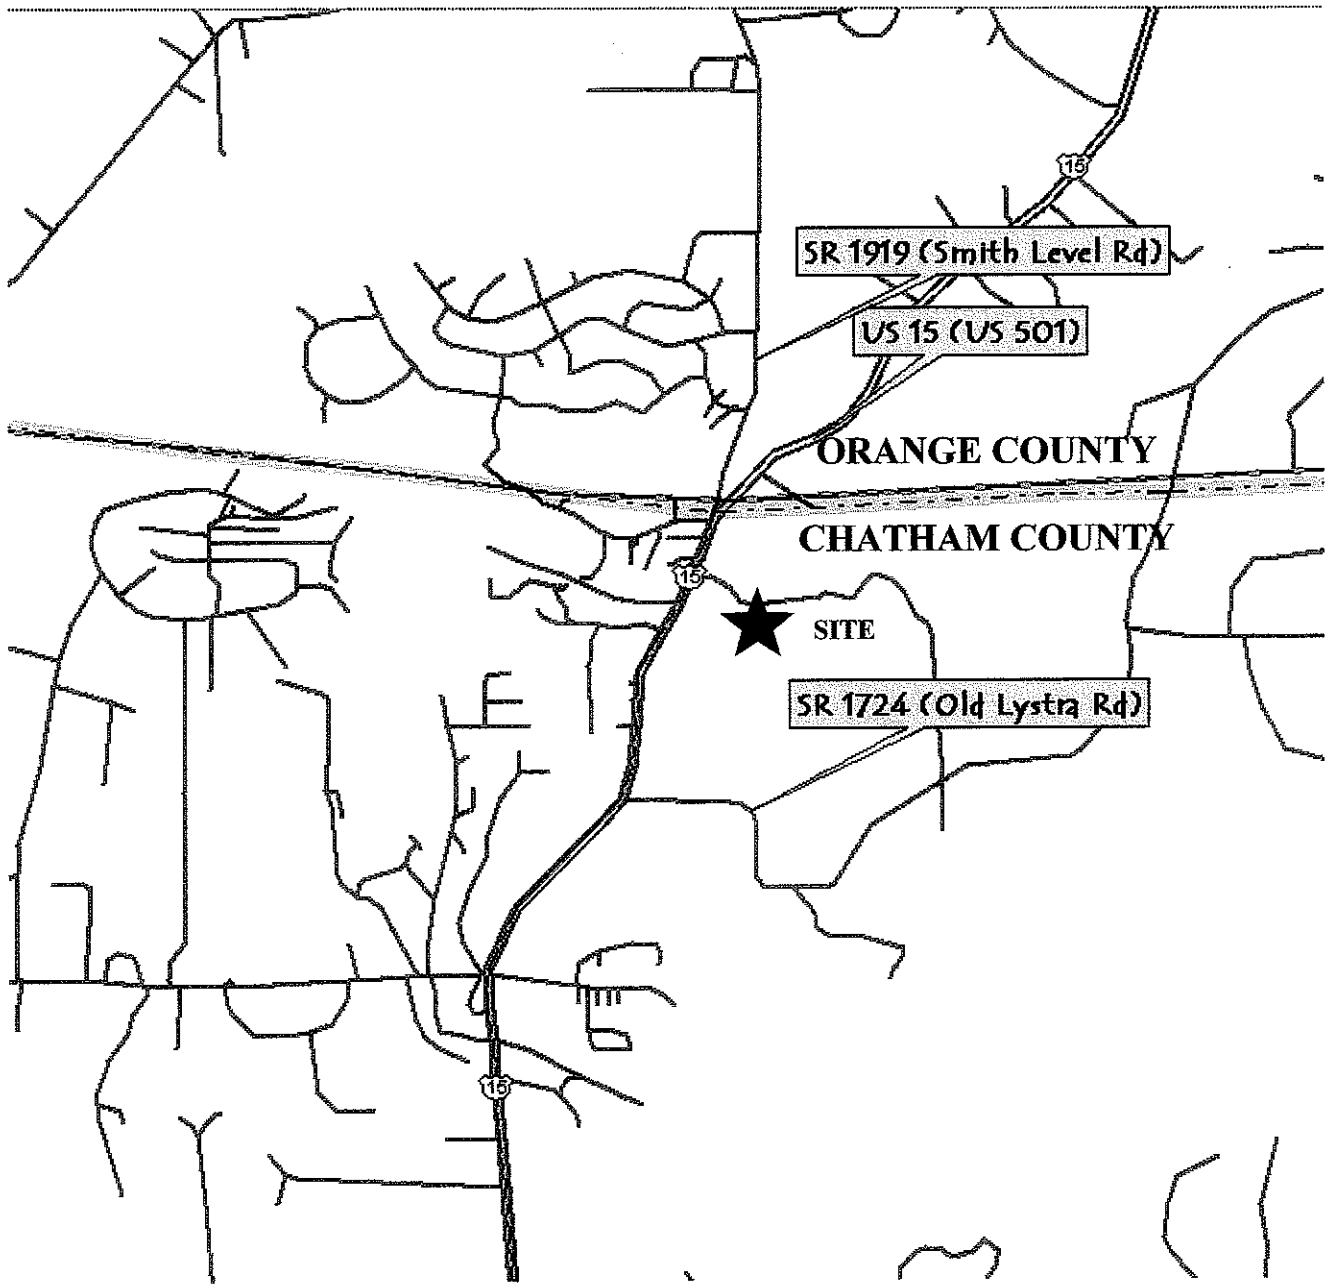 15
SR 1919 (Smith Level Rd)
US 15 (US 501)
ORANGE COUNTY
CHATHAM COUNTY
15
SITE
SR 1724 (Old Lystra Rd)
15